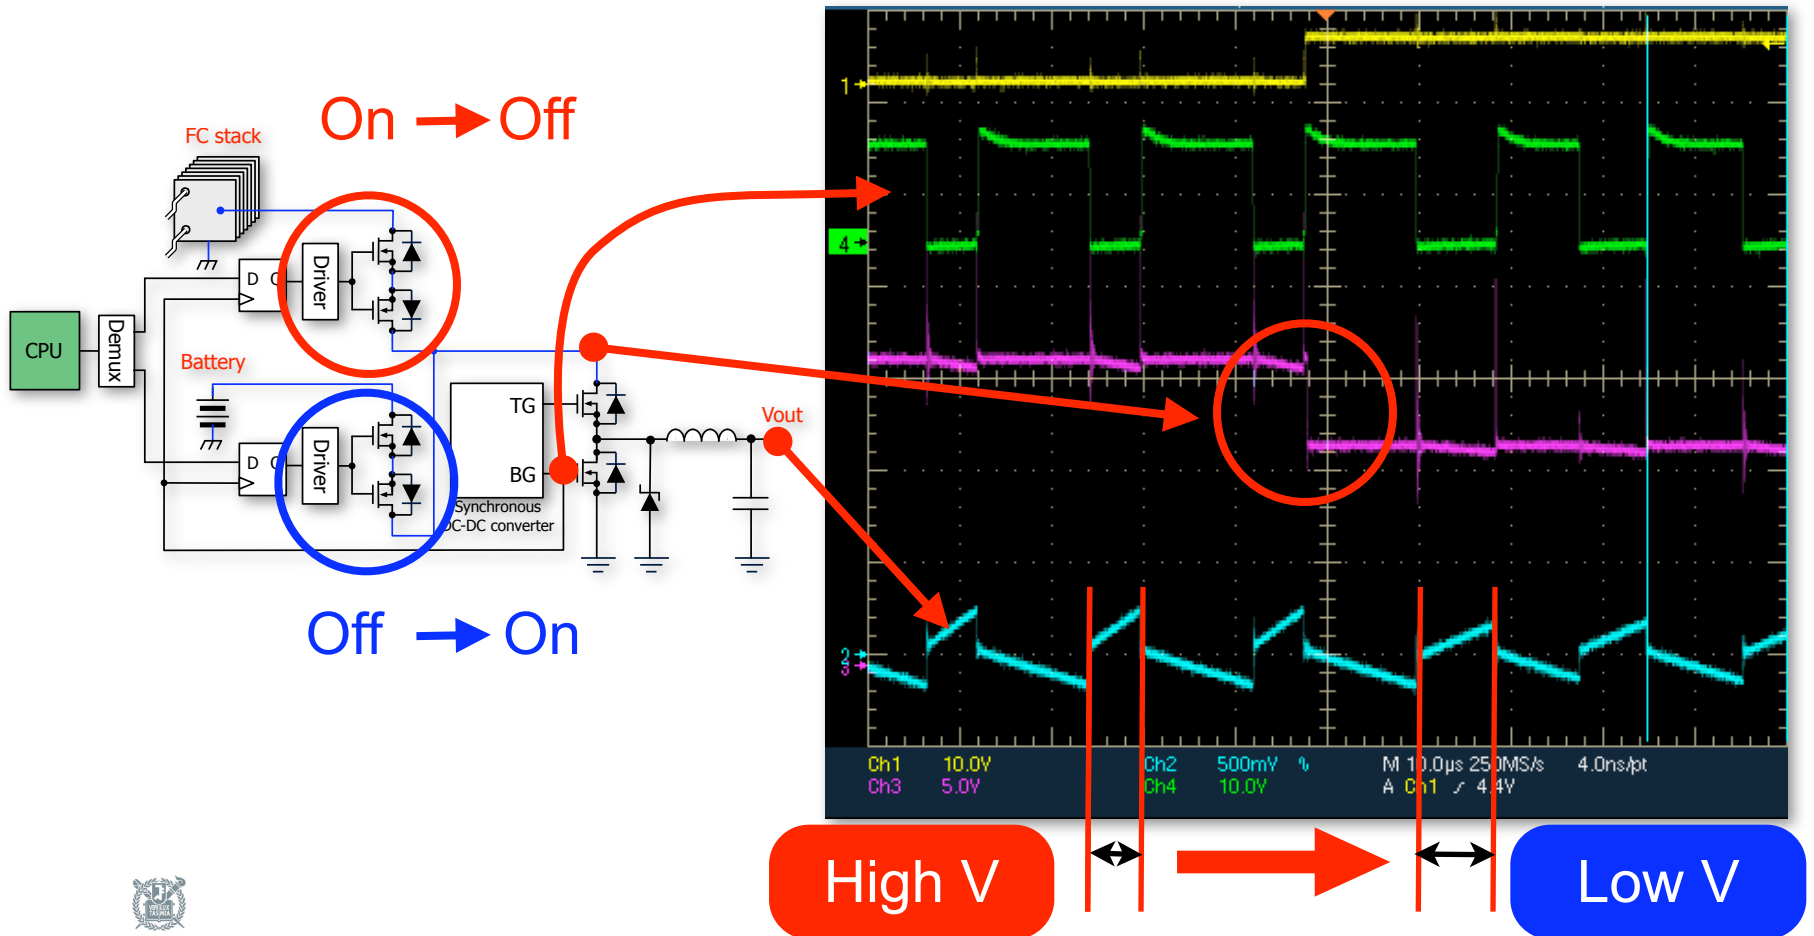 On → Off
FC stack
D Q
Driver
CPU
Demux
Battery
D Q
Driver
TG
BG
Synchronous
DC-DC converter
Vout
Off → On
1
4
2
3
Ch1 10.0V Ch2 500mV M 10.0µs 250MS/s 4.0ns/pt
Ch3 5.0V Ch4 10.0V A Ch1 4.4V
High V
Low V